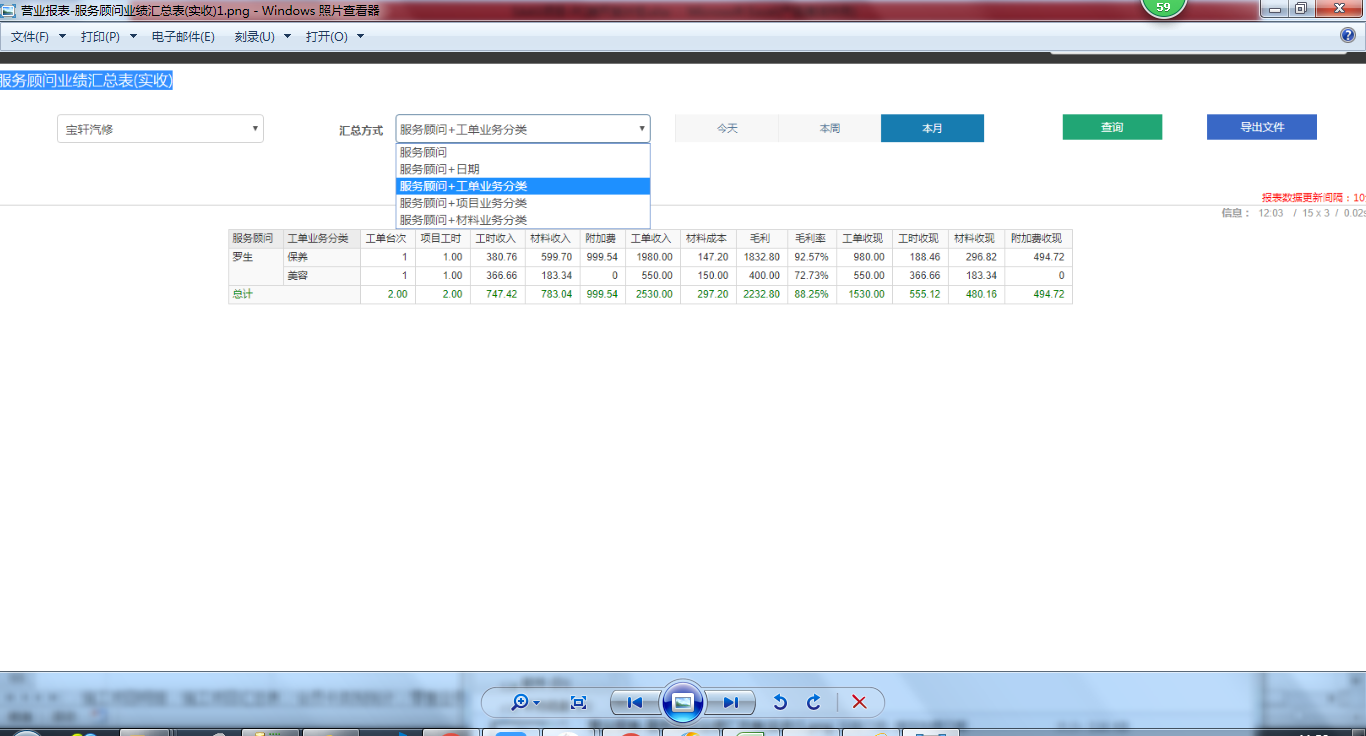 营业报表-服务顾问业绩汇总表(实收)1.png - Windows 照片查看器
59
文件(F) 打印(P) 电子邮件(E) 刻录(U) 打开(O)
服务顾问业绩汇总表(实收)
宝轩汽修 汇总方式 服务顾问+工单业务分类 今天 本周 本月 查询 导出文件
服务顾问
服务顾问+日期
服务顾问+工单业务分类
服务顾问+项目业务分类
服务顾问+材料业务分类
报表数据更新间隔：10
信息： 12:03 / 15 x 3 / 0.02s
服务顾问 工单业务分类 工单台次 项目工时 工时收入 材料收入 附加费 工单收入 材料成本 毛利 毛利率 工单收现 工时收现 材料收现 附加费收现
罗生 保养 1 1.00 380.76 599.70 999.54 1980.00 147.20 1832.80 92.57% 980.00 188.46 296.82 494.72
美容 1 1.00 366.66 183.34 0 550.00 150.00 400.00 72.73% 550.00 366.66 183.34 0
总计 2.00 2.00 747.42 783.04 999.54 2530.00 297.20 2232.80 88.25% 1530.00 555.12 480.16 494.72